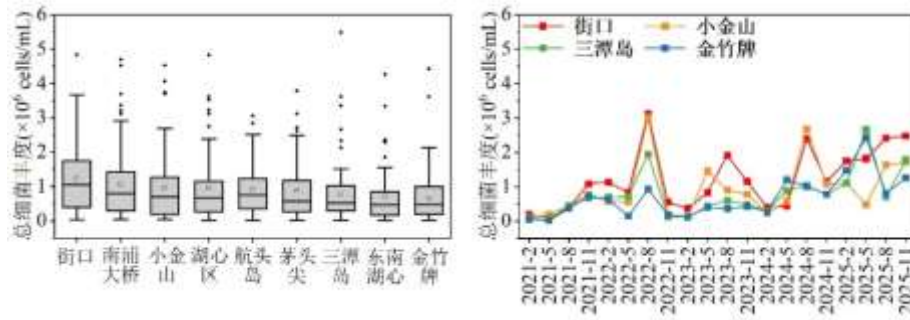 总细菌丰度(×10⁶ cells/mL)
6
5
4
3
2
1
0
街口 南浦大桥 小金山 湖心区 航头岛 茅头尖 三潭岛 东南湖心 金竹牌
总细菌丰度(×10⁶ cells/mL)
6
5
4
3
2
1
0
街口 小金山
三潭岛 金竹牌
2021-2 2021-5 2021-8 2021-11 2022-2 2022-5 2022-8 2022-11 2023-2 2023-5 2023-8 2023-11 2024-2 2024-5 2024-8 2024-11 2025-2 2025-5 2025-8 2025-11